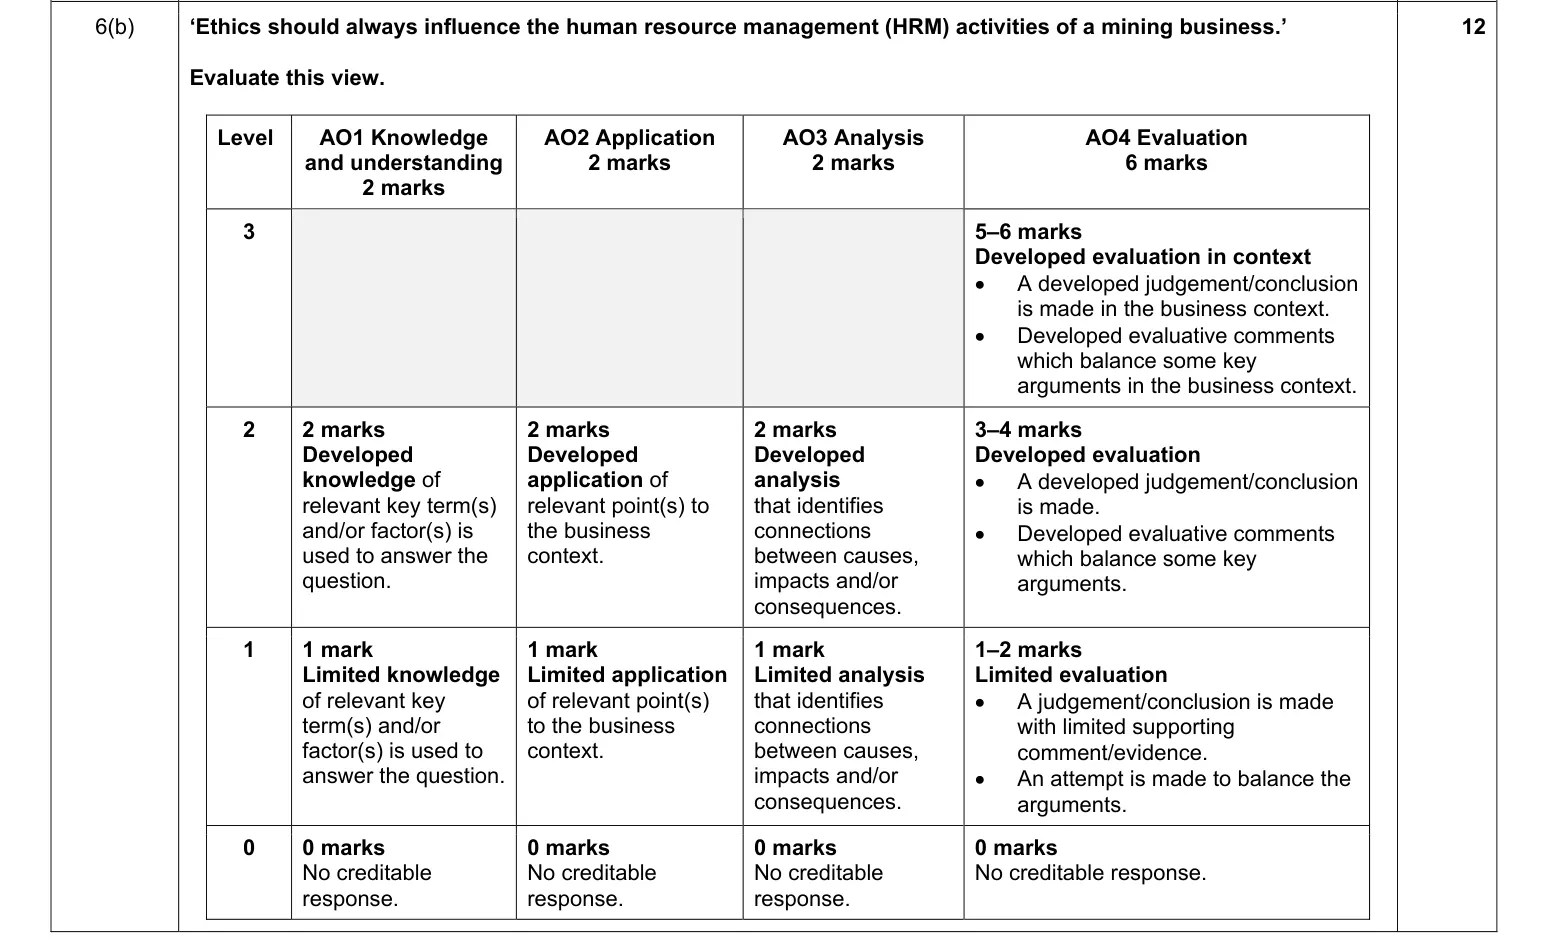 6(b)
‘Ethics should always influence the human resource management (HRM) activities of a mining business.’
12
Evaluate this view.
Level
AO1 Knowledge
and understanding
2 marks
AO2 Application
2 marks
AO3 Analysis
2 marks
AO4 Evaluation
6 marks
3
5–6 marks
Developed evaluation in context
• A developed judgement/conclusion
is made in the business context.
• Developed evaluative comments
which balance some key
arguments in the business context.
2
2 marks
Developed
knowledge of
relevant key term(s)
and/or factor(s) is
used to answer the
question.
2 marks
Developed
application of
relevant point(s) to
the business
context.
2 marks
Developed
analysis
that identifies
connections
between causes,
impacts and/or
consequences.
3–4 marks
Developed evaluation
• A developed judgement/conclusion
is made.
• Developed evaluative comments
which balance some key
arguments.
1
1 mark
Limited knowledge
of relevant key
term(s) and/or
factor(s) is used to
answer the question.
1 mark
Limited application
of relevant point(s)
to the business
context.
1 mark
Limited analysis
that identifies
connections
between causes,
impacts and/or
consequences.
1–2 marks
Limited evaluation
• A judgement/conclusion is made
with limited supporting
comment/evidence.
• An attempt is made to balance the
arguments.
0
0 marks
No creditable
response.
0 marks
No creditable
response.
0 marks
No creditable
response.
0 marks
No creditable response.